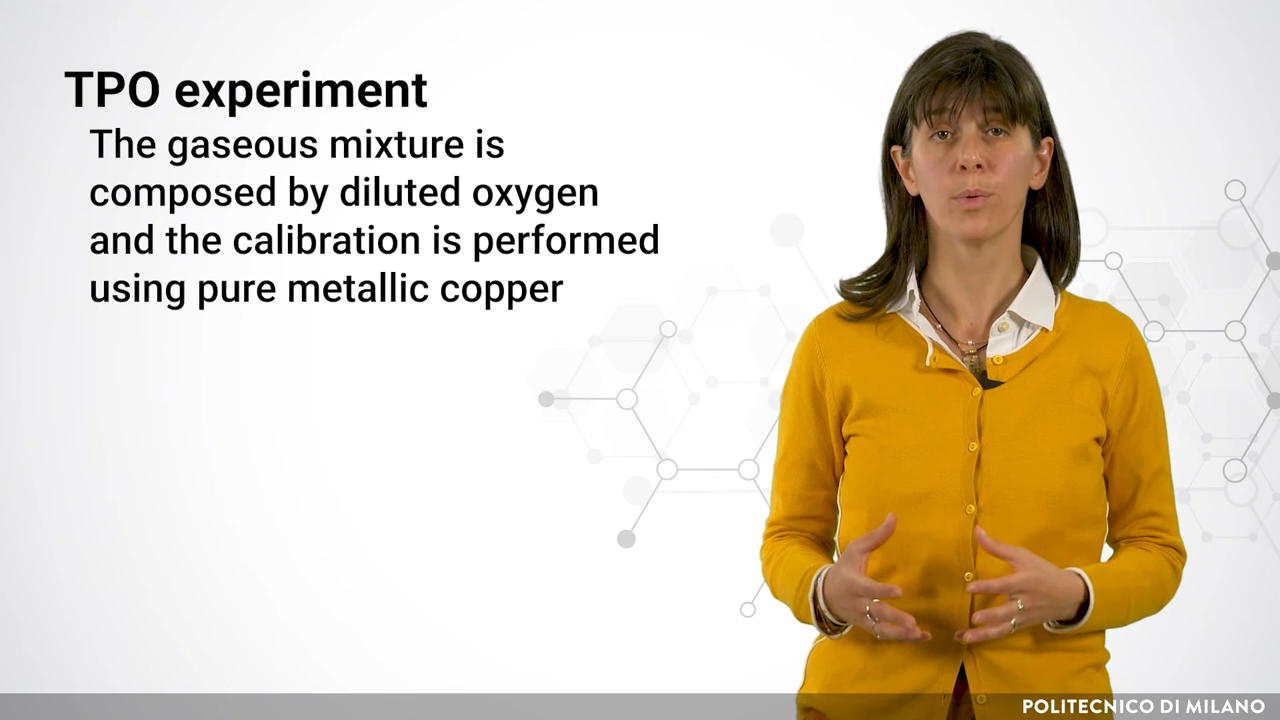 TPO experiment
The gaseous mixture is
composed by diluted oxygen
and the calibration is performed
using pure metallic copper
POLITECNICO DI MILANO